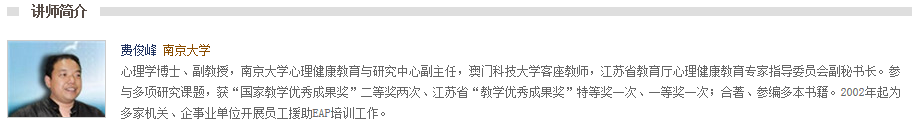 讲师简介
费俊峰 南京大学
心理学博士、副教授，南京大学心理健康教育与研究中心副主任，澳门科技大学客座教师，江苏省教育厅心理健康教育专家指导委员会副秘书长。参
与多项研究课题，获“国家教学优秀成果奖”二等奖两次、江苏省“教学优秀成果奖”特等奖一次、一等奖一次；合著、参编多本书籍。2002年起为
多家机关、企事业单位开展员工援助EAP培训工作。